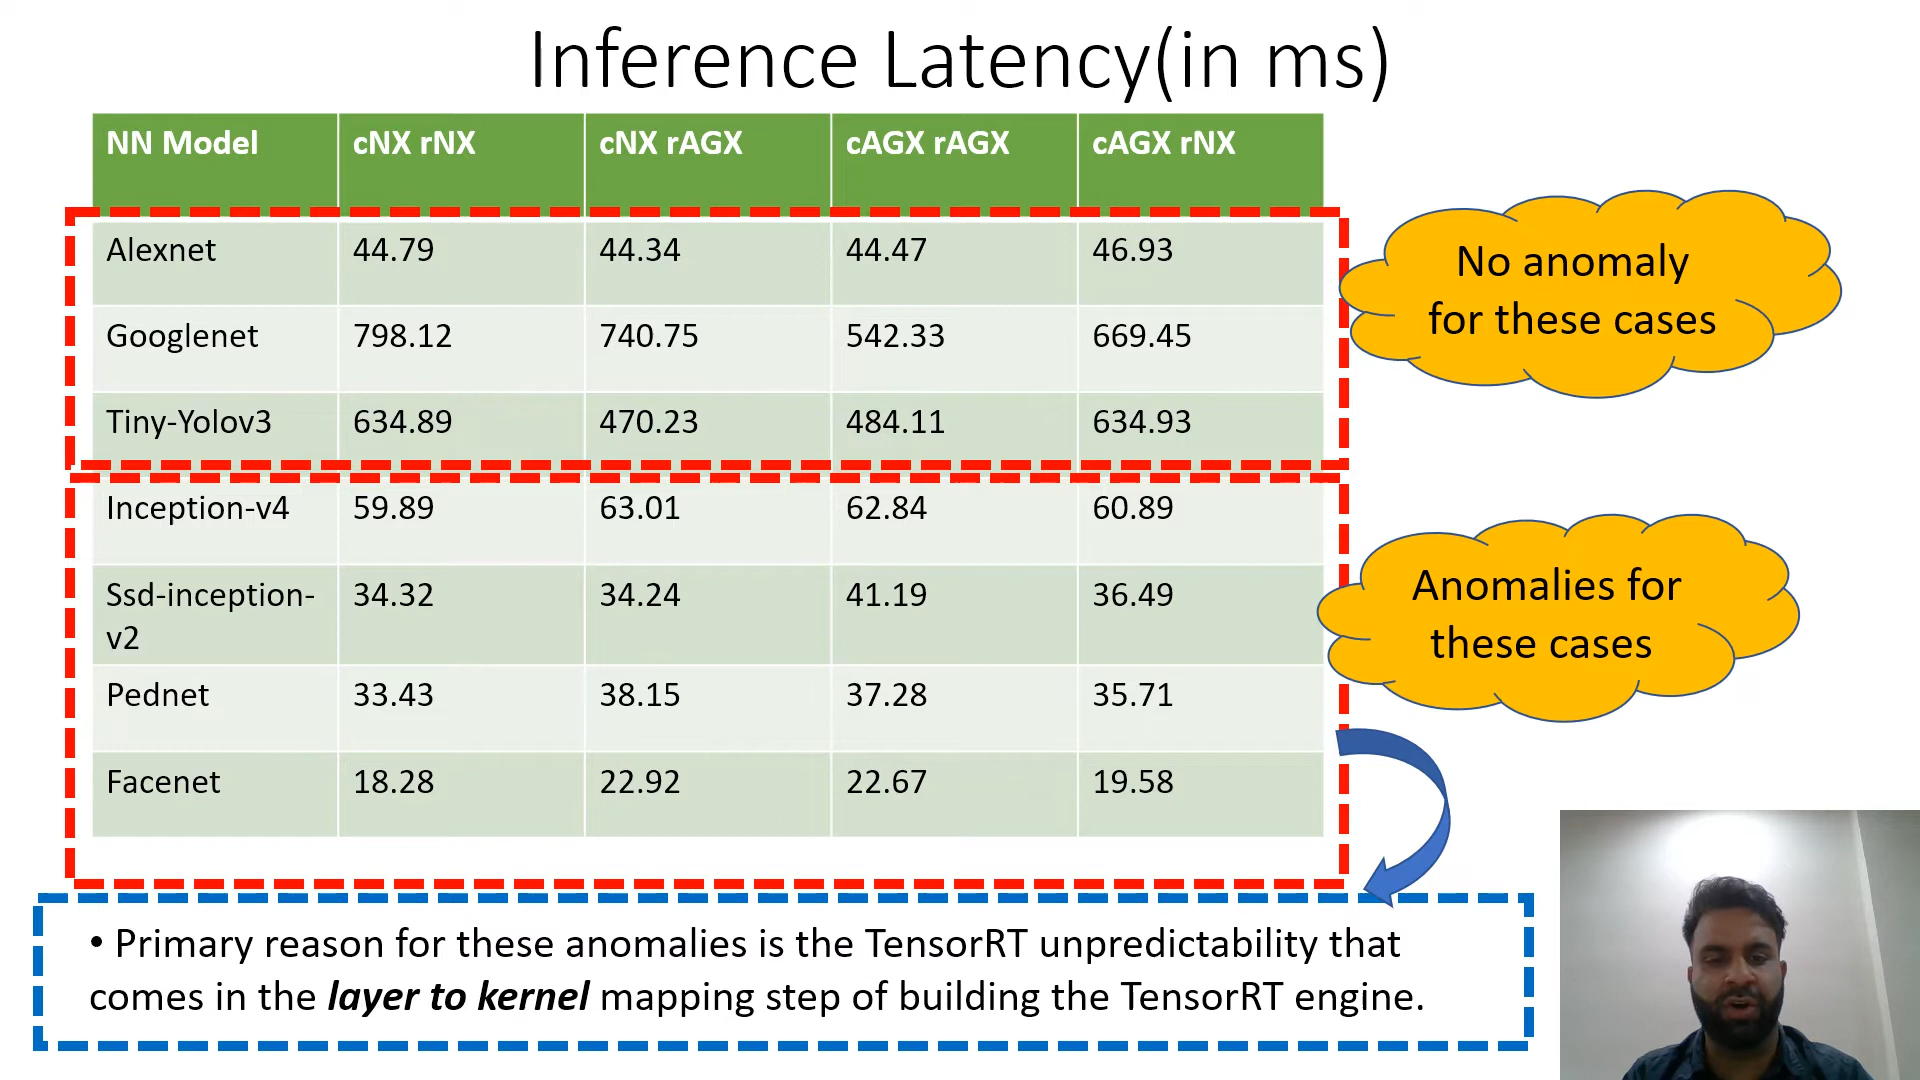 Inference Latency(in ms)
NN Model cNX rNX cNX rAGX cAGX rAGX cAGX rNX
Alexnet 44.79 44.34 44.47 46.93
Googlenet 798.12 740.75 542.33 669.45
Tiny-Yolov3 634.89 470.23 484.11 634.93
Inception-v4 59.89 63.01 62.84 60.89
Ssd-inception- 34.32 34.24 41.19 36.49
v2
Pednet 33.43 38.15 37.28 35.71
Facenet 18.28 22.92 22.67 19.58
No anomaly
for these cases
Anomalies for
these cases
• Primary reason for these anomalies is the TensorRT unpredictability that
comes in the layer to kernel mapping step of building the TensorRT engine.